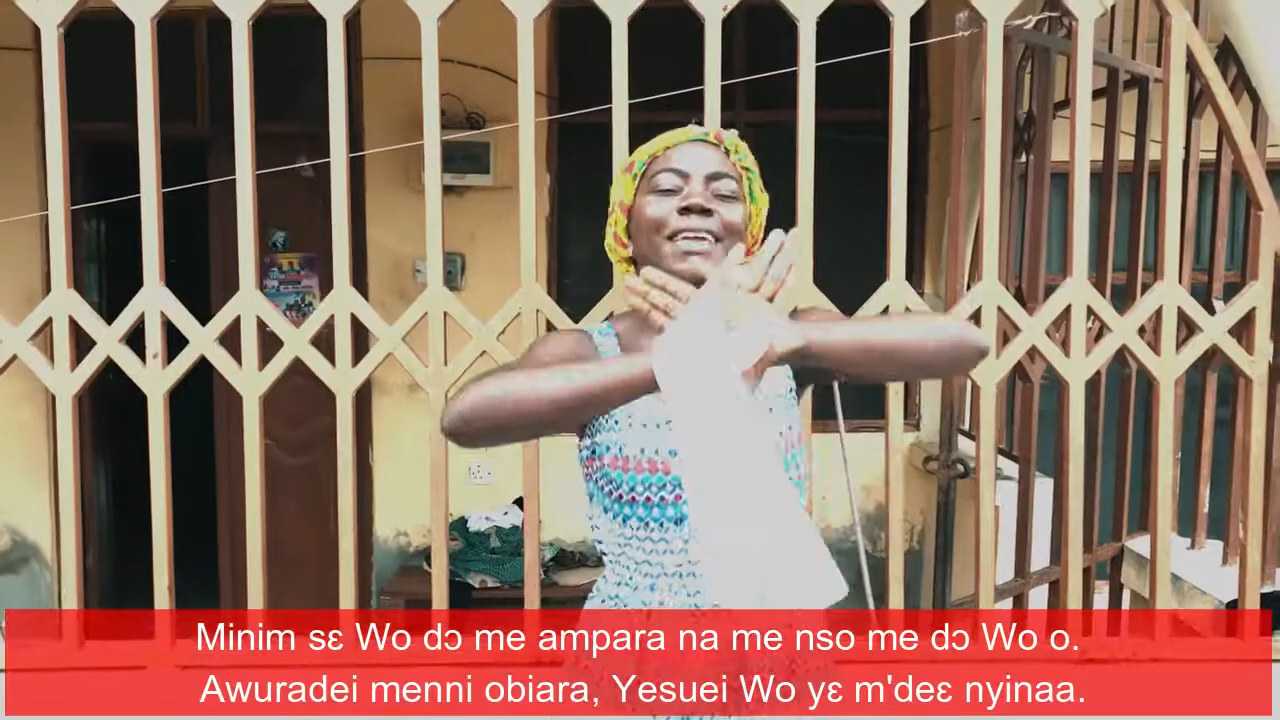 Minim sɛ Wo dɔ me ampara na me nso me dɔ Wo o.
Awuradei menni obiara, Yesuei Wo yɛ m'deɛ nyinaa.